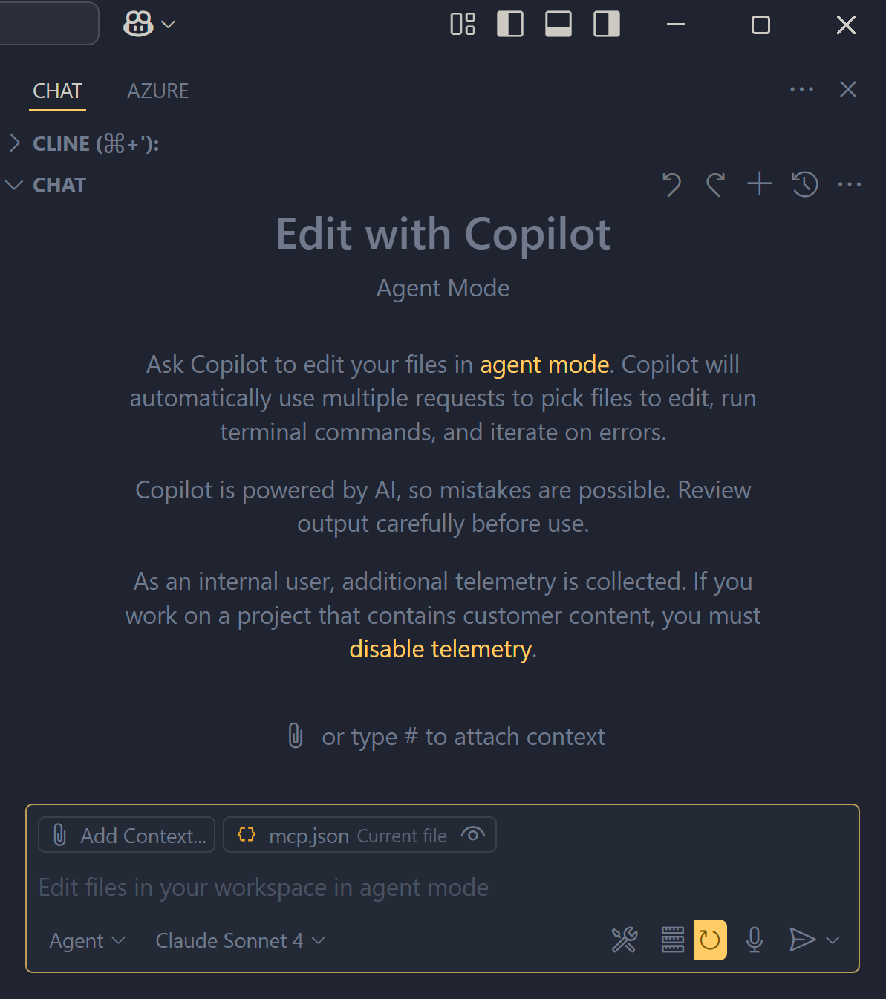 CHAT AZURE
CLINE (⌘+'):
CHAT
Edit with Copilot
Agent Mode
Ask Copilot to edit your files in agent mode. Copilot will
automatically use multiple requests to pick files to edit, run
terminal commands, and iterate on errors.
Copilot is powered by AI, so mistakes are possible. Review
output carefully before use.
As an internal user, additional telemetry is collected. If you
work on a project that contains customer content, you must
disable telemetry.
or type # to attach context
Add Context... {} mcp.json Current file
Edit files in your workspace in agent mode
Agent Claude Sonnet 4